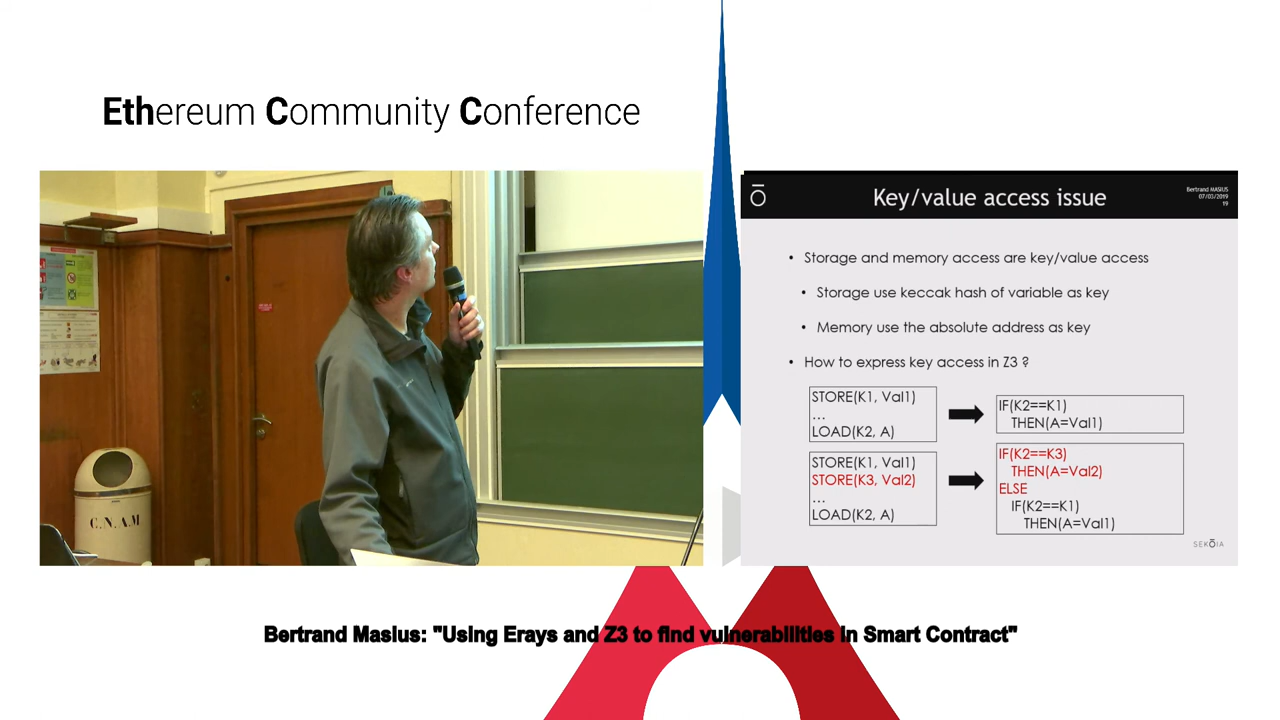 Ethereum Community Conference
C.N.A.M.
Key/value access issue
Bertrand MASIUS
07/03/2019
19
• Storage and memory access are key/value access
• Storage use keccak hash of variable as key
• Memory use the absolute address as key
• How to express key access in Z3 ?
STORE(K1, Val1)
...
LOAD(K2, A)
IF(K2==K1)
THEN(A=Val1)
STORE(K1, Val1)
STORE(K3, Val2)
...
LOAD(K2, A)
IF(K2==K3)
THEN(A=Val2)
ELSE
IF(K2==K1)
THEN(A=Val1)
SEKOIA
Bertrand Masius: "Using Erays and Z3 to find vulnerabilities in Smart Contract"